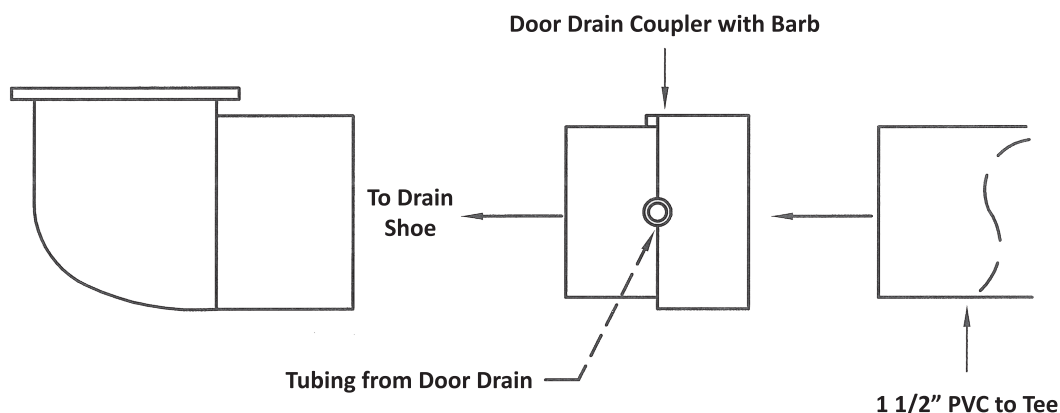 Door Drain Coupler with Barb
To Drain
Shoe
Tubing from Door Drain
1 1/2” PVC to Tee